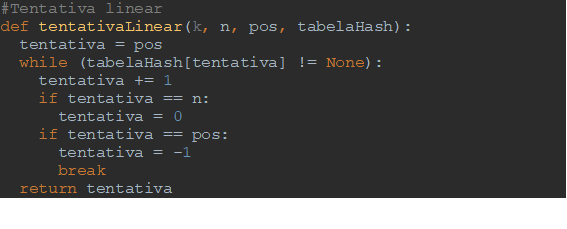 #Tentativa linear
def tentativaLinear(k, n, pos, tabelaHash):
  tentativa = pos
  while (tabelaHash[tentativa] != None):
    tentativa += 1
    if tentativa == n:
      tentativa = 0
    if tentativa == pos:
      tentativa = -1
      break
  return tentativa